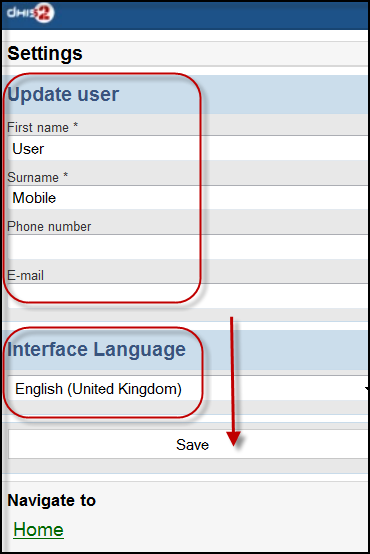 dhis2
Settings
Update user
First name *
User
Surname *
Mobile
Phone number
E-mail
Interface Language
English (United Kingdom)
Save
Navigate to
Home